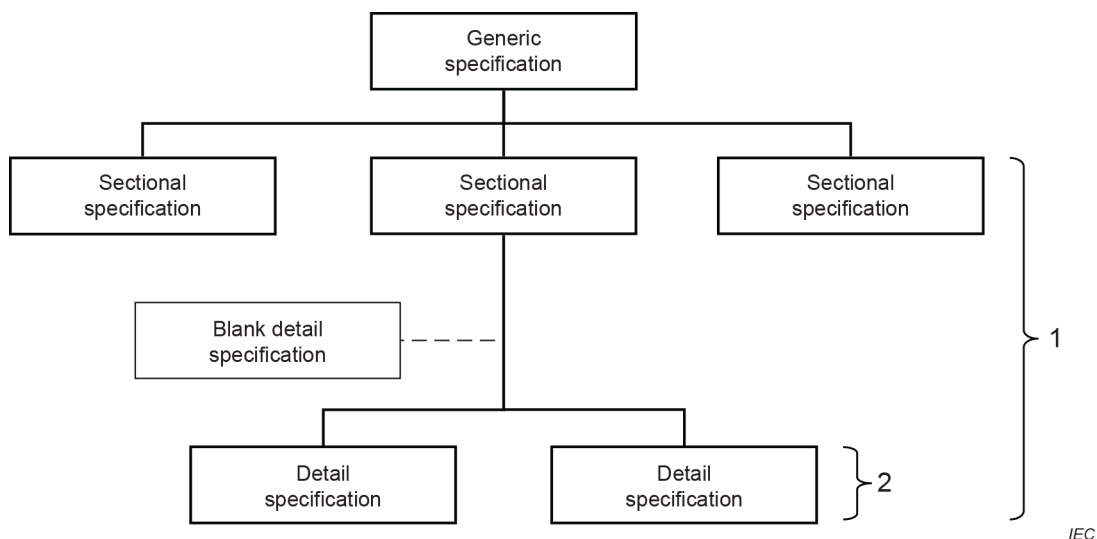 Generic
specification
Sectional
specification
Sectional
specification
Sectional
specification
1
Blank detail
specification
Detail
specification
Detail
specification
2
IEC